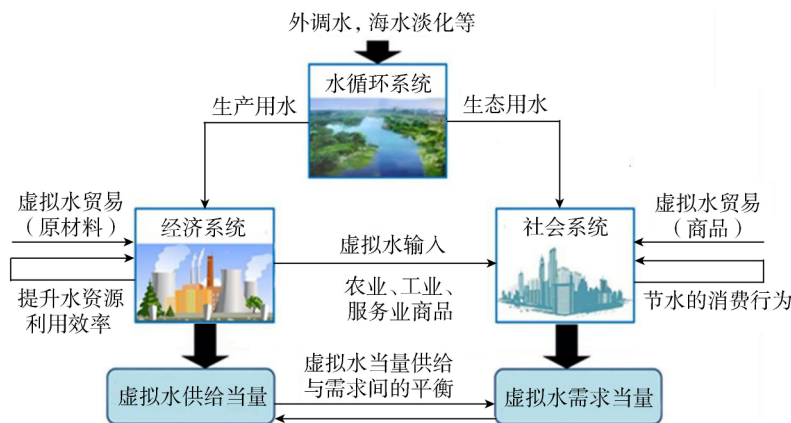 外调水，海水淡化等
水循环系统
生产用水
生态用水
虚拟水贸易
（原材料）
经济系统
虚拟水输入
社会系统
虚拟水贸易
（商品）
提升水资源
利用效率
农业、工业、
服务业商品
节水的消费行为
虚拟水供给当量
虚拟水当量供给
与需求间的平衡
虚拟水需求当量